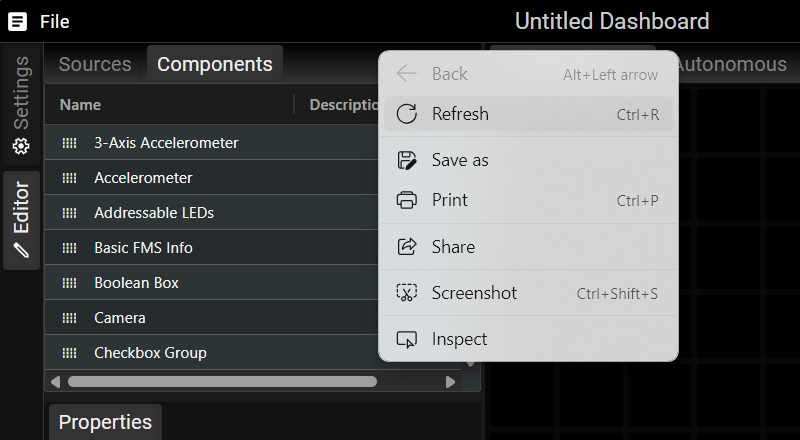 File
Untitled Dashboard
Settings
Editor
Sources
Components
Autonomous
Name
Descriptio
3-Axis Accelerometer
Accelerometer
Addressable LEDs
Basic FMS Info
Boolean Box
Camera
Checkbox Group
Properties
Back Alt+Left arrow
Refresh Ctrl+R
Save as
Print Ctrl+P
Share
Screenshot Ctrl+Shift+S
Inspect